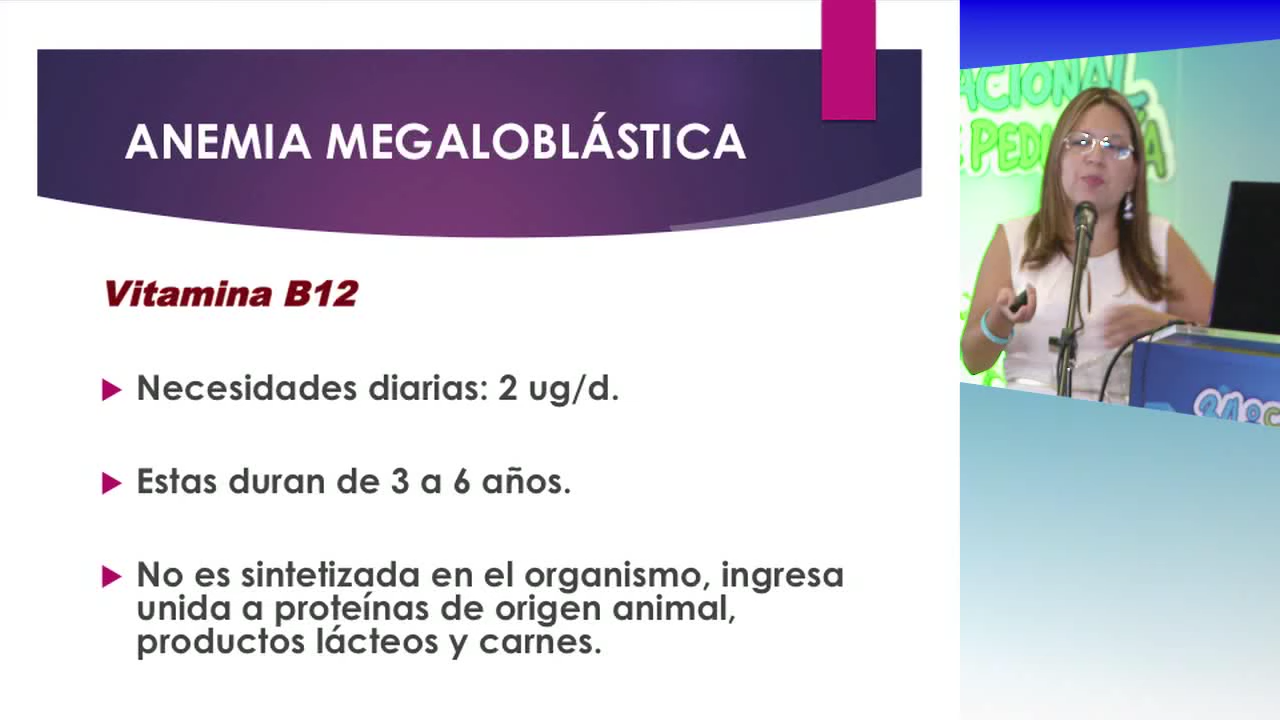 ANEMIA MEGALOBLÁSTICA
Vitamina B12
Necesidades diarias: 2 ug/d.
Estas duran de 3 a 6 años.
No es sintetizada en el organismo, ingresa
unida a proteínas de origen animal,
productos lácteos y carnes.